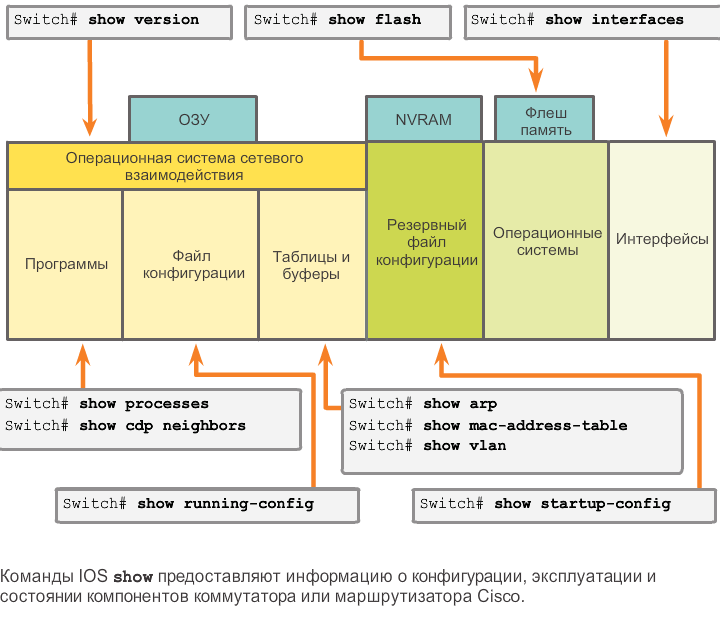 Switch# show version
Switch# show flash
Switch# show interfaces
ОЗУ
NVRAM
Флеш
память
Операционная система сетевого
взаимодействия
Программы
Файл
конфигурации
Таблицы и
буферы
Резервный
файл
конфигурации
Операционные
системы
Интерфейсы
Switch# show processes
Switch# show cdp neighbors
Switch# show arp
Switch# show mac-address-table
Switch# show vlan
Switch# show running-config
Switch# show startup-config
Команды IOS show предоставляют информацию о конфигурации, эксплуатации и
состоянии компонентов коммутатора или маршрутизатора Cisco.